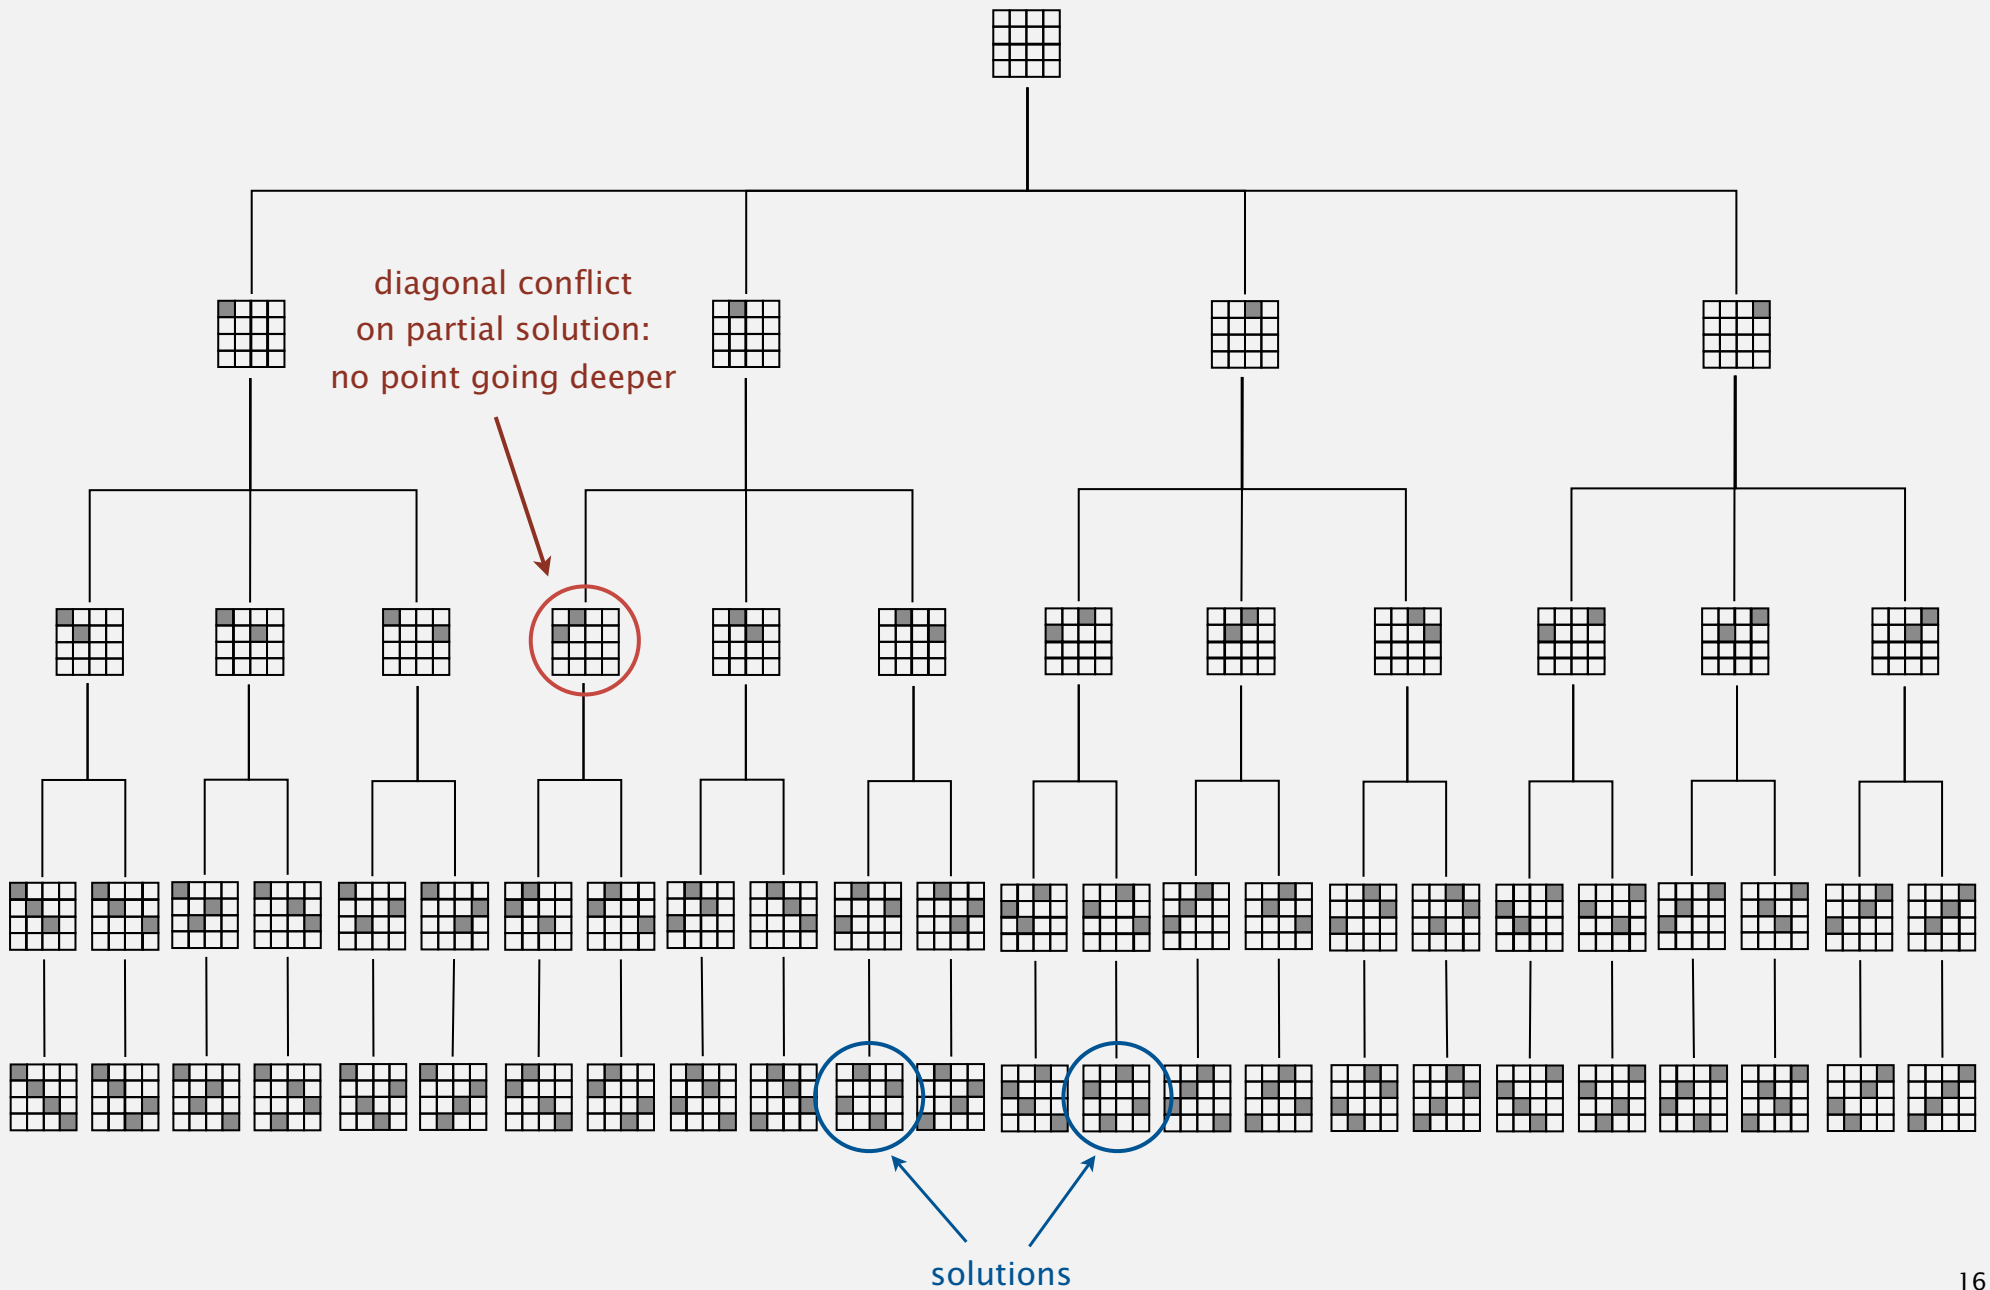 diagonal conflict
on partial solution:
no point going deeper
solutions
16